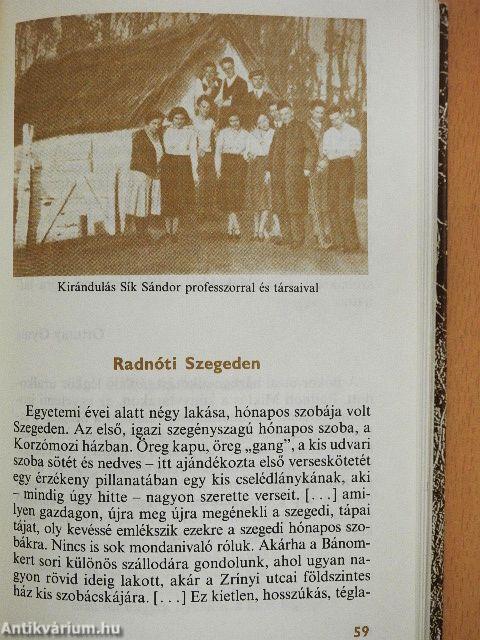 Kirándulás Sík Sándor professzorral és társaival
Radnóti Szegeden
Egyetemi évei alatt négy lakása, hónapos szobája volt
Szegeden. Az első, igazi szegényszagú hónapos szoba, a
Korzómozi házban. Öreg kapu, öreg „gang”, a kis udvari
szoba sötét és nedves – itt ajándékozta első verseskötetét
egy érzékeny pillanatában egy kis cselédlánykának, aki
– mindig úgy hitte – nagyon szerette verseit. [...] ami-
lyen gazdagon, újra meg újra megénekli a szegedi, tápai
tájat, oly kevéssé emlékszik ezekre a szegedi hónapos szo-
bákra. Nincs is sok mondanivaló róluk. Akárha a Bánom-
kert sori különös szállodára gondolunk, ahol ugyan na-
gyon rövid ideig lakott, akár a Zrínyi utcai földszintes
ház kis szobácskájára. [...] Ez kietlen, hosszúkás, tégla-
59
Antikvárium.hu